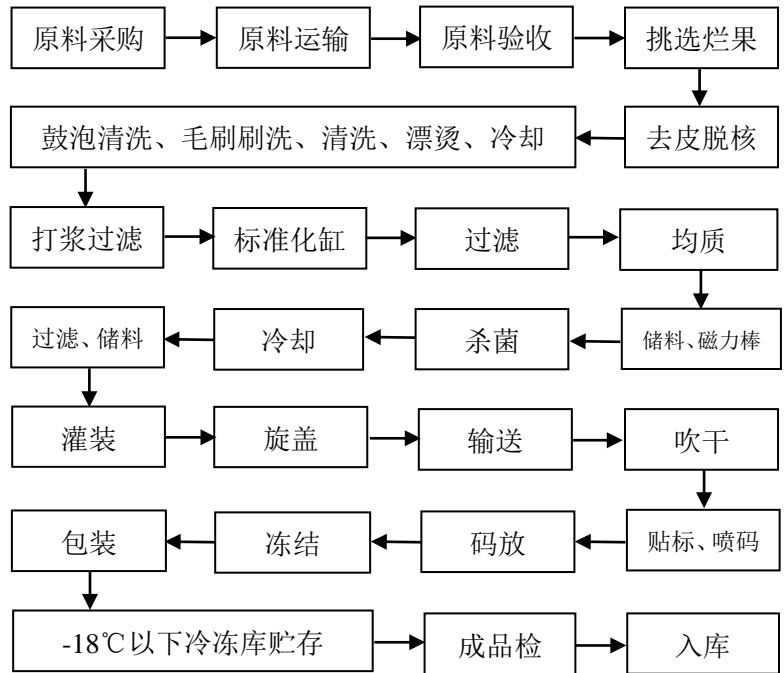 原料采购
原料运输
原料验收
挑选烂果
去皮脱核
鼓泡清洗、毛刷刷洗、清洗、漂烫、冷却
打浆过滤
标准化缸
过滤
均质
储料、磁力棒
杀菌
冷却
过滤、储料
灌装
旋盖
输送
吹干
贴标、喷码
码放
冻结
包装
-18℃以下冷冻库贮存
成品检
入库